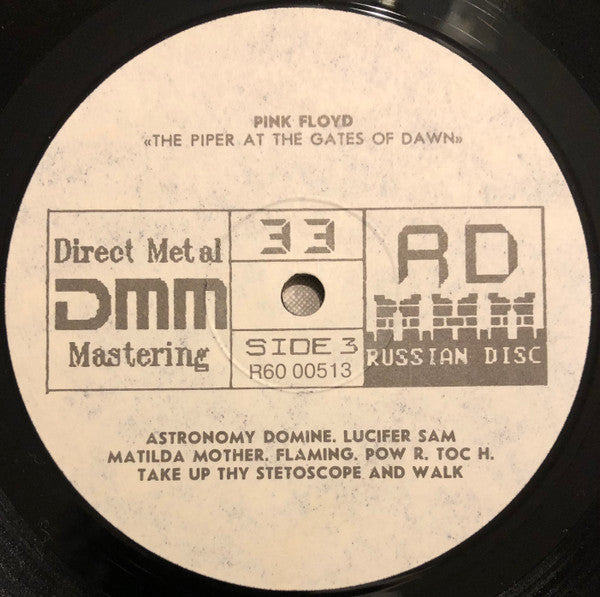 PINK FLOYD
«THE PIPER AT THE GATES OF DAWN»
Direct Metal
DMM
Mastering
33
SIDE 3
R60 00513
RD
RUSSIAN DISC
ASTRONOMY DOMINE. LUCIFER SAM
MATILDA MOTHER. FLAMING. POW R. TOC H.
TAKE UP THY STETOSCOPE AND WALK